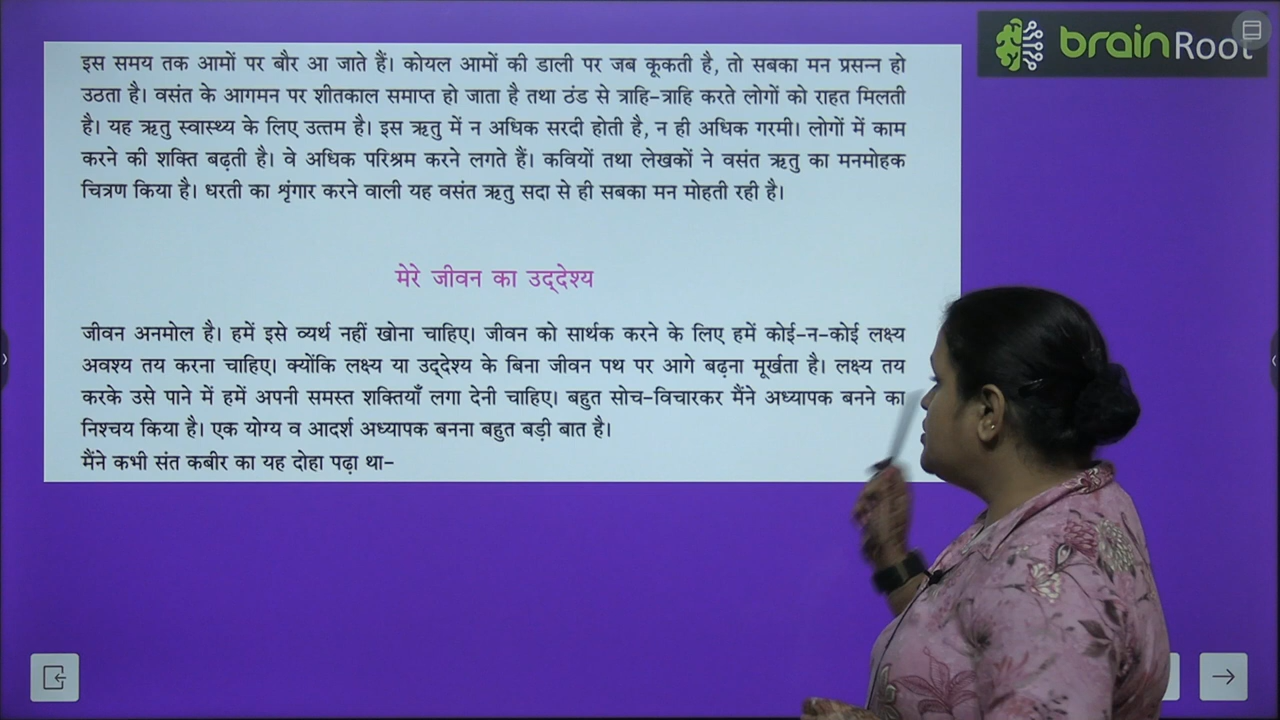 brainRoot
इस समय तक आमों पर बौर आ जाते हैं। कोयल आमों की डाली पर जब कूकती है, तो सबका मन प्रसन्न हो
उठता है। वसंत के आगमन पर शीतकाल समाप्त हो जाता है तथा ठंड से त्राहि-त्राहि करते लोगों को राहत मिलती
है। यह ऋतु स्वास्थ्य के लिए उत्तम है। इस ऋतु में न अधिक सरदी होती है, न ही अधिक गरमी। लोगों में काम
करने की शक्ति बढ़ती है। वे अधिक परिश्रम करने लगते हैं। कवियों तथा लेखकों ने वसंत ऋतु का मनमोहक
चित्रण किया है। धरती का शृंगार करने वाली यह वसंत ऋतु सदा से ही सबका मन मोहती रही है।
मेरे जीवन का उद्देश्य
जीवन अनमोल है। हमें इसे व्यर्थ नहीं खोना चाहिए। जीवन को सार्थक करने के लिए हमें कोई-न-कोई लक्ष्य
अवश्य तय करना चाहिए। क्योंकि लक्ष्य या उद्देश्य के बिना जीवन पथ पर आगे बढ़ना मूर्खता है। लक्ष्य तय
करके उसे पाने में हमें अपनी समस्त शक्तियाँ लगा देनी चाहिए। बहुत सोच-विचारकर मैंने अध्यापक बनने का
निश्चय किया है। एक योग्य व आदर्श अध्यापक बनना बहुत बड़ी बात है।
मैंने कभी संत कबीर का यह दोहा पढ़ा था-